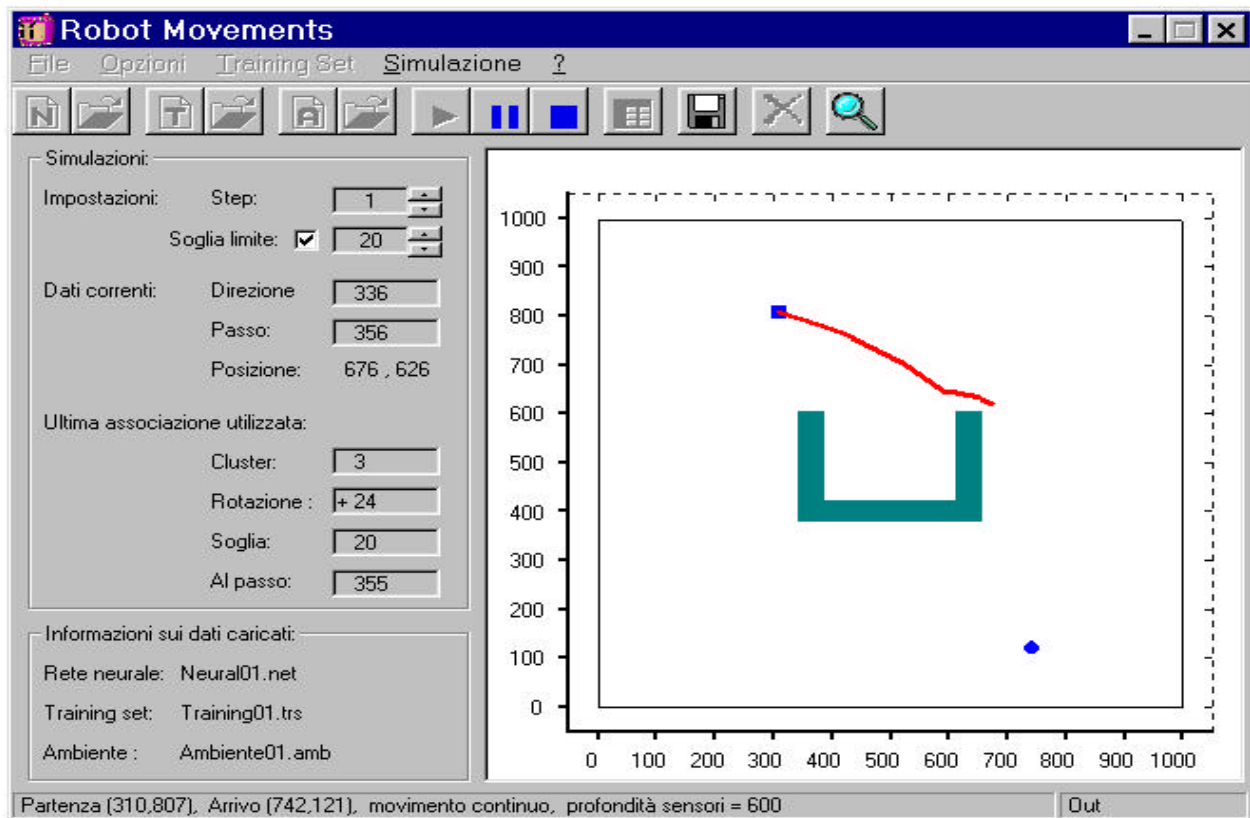 Robot Movements
File Opzioni Training Set Simulazione ?
N T A
Simulazioni:
Impostazioni: Step: 1
Soglia limite: 20
Dati correnti: Direzione 336
Passo: 356
Posizione: 676 , 626
Ultima associazione utilizzata:
Cluster: 3
Rotazione : + 24
Soglia: 20
Al passo: 355
Informazioni sui dati caricati:
Rete neurale: Neural01.net
Training set: Training01.trs
Ambiente : Ambiente01.amb
1000
900
800
700
600
500
400
300
200
100
0
0 100 200 300 400 500 600 700 800 900 1000
Partenza (310,807), Arrivo (742,121), movimento continuo, profondità sensori = 600 Out